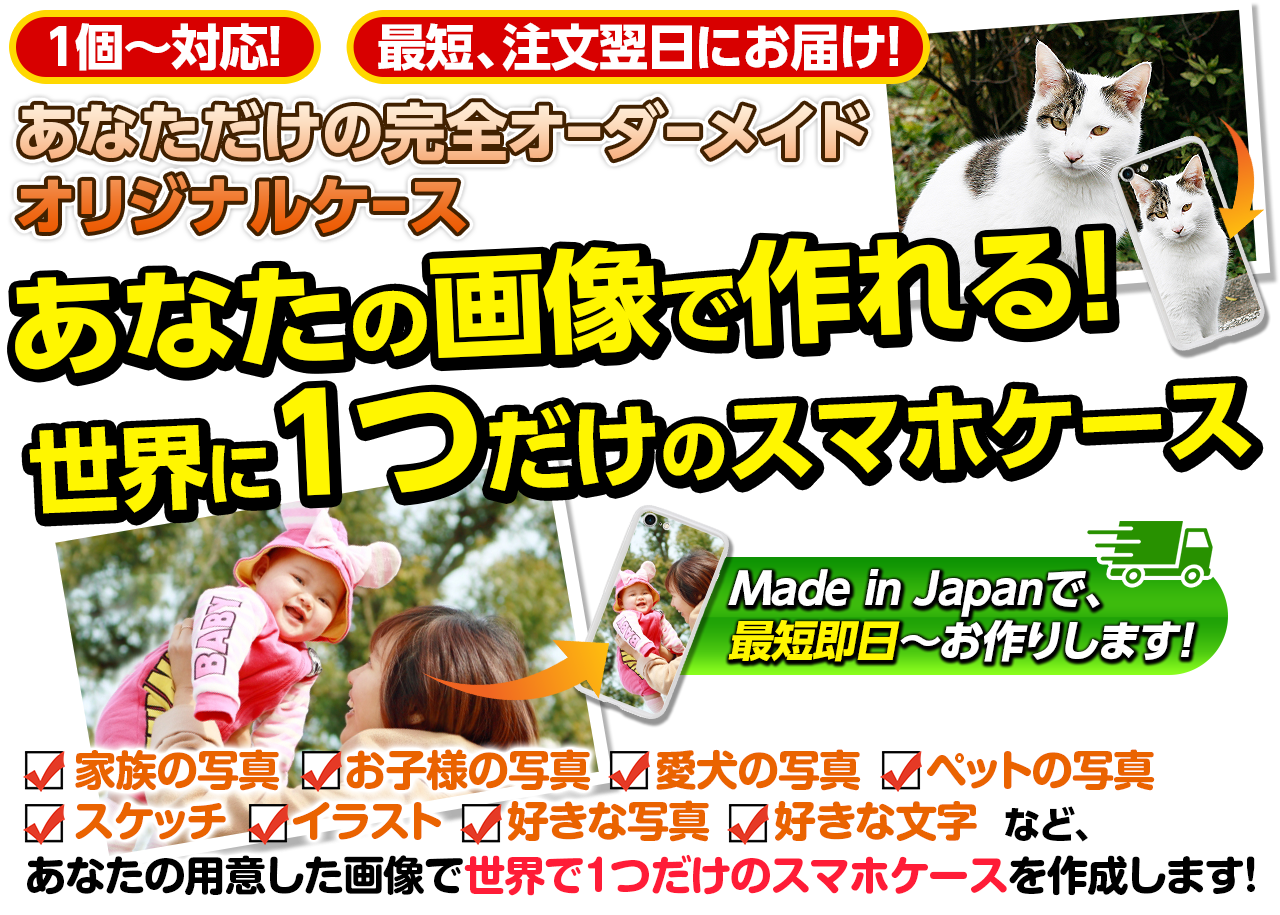 1個～対応!
最短、注文翌日にお届け!
あなただけの完全オーダーメイド
オリジナルケース
あなたの画像で作れる!
世界に1つだけのスマホケース
BABY
Made in Japanで、
最短即日～お作りします!
家族の写真 お子様の写真 愛犬の写真 ペットの写真
スケッチ イラスト 好きな写真 好きな文字 など、
あなたの用意した画像で世界で1つだけのスマホケースを作成します!